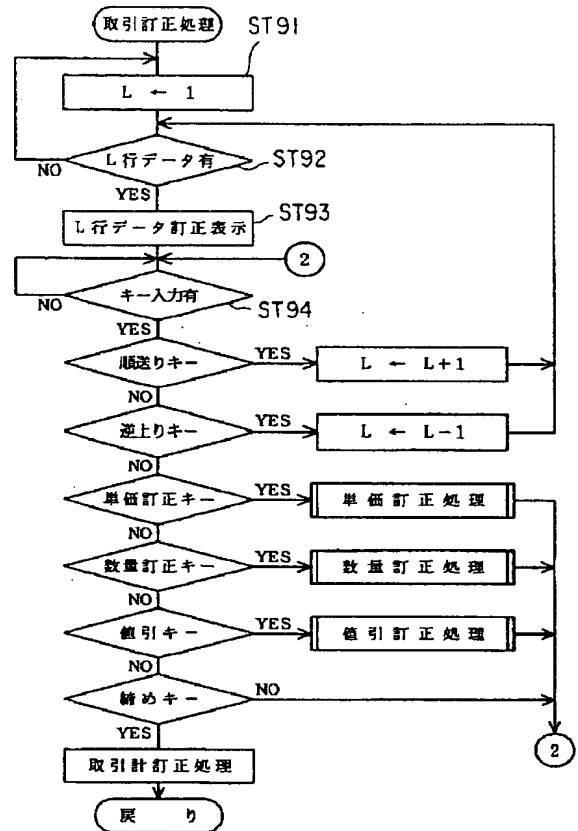 取引訂正処理
ST91
L ← 1
L行データ有
NO
ST92
YES
ST93
L行データ訂正表示
2
キー入力有
NO
ST94
YES
順送りキー
YES
L ← L+1
NO
逆上りキー
YES
L ← L-1
NO
単価訂正キー
YES
単価訂正処理
NO
数量訂正キー
YES
数量訂正処理
NO
値引キー
YES
値引訂正処理
NO
締めキー
NO
YES
2
取引計訂正処理
戻り